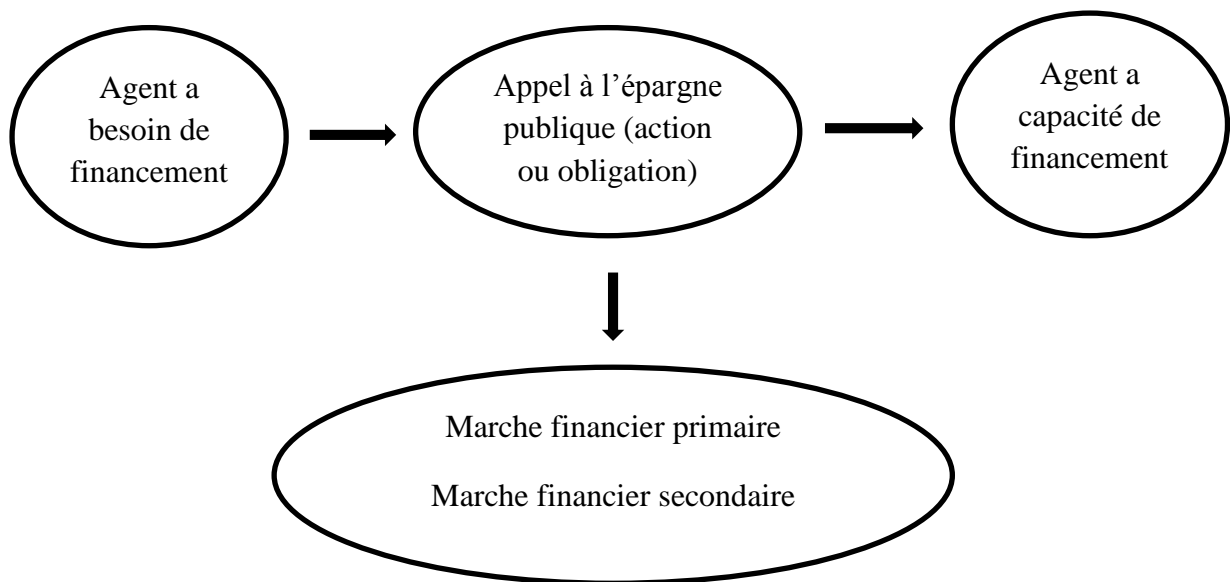 Agent a
besoin de
financement
Appel à l’épargne
publique (action
ou obligation)
Agent a
capacité de
financement
Marche financier primaire
Marche financier secondaire